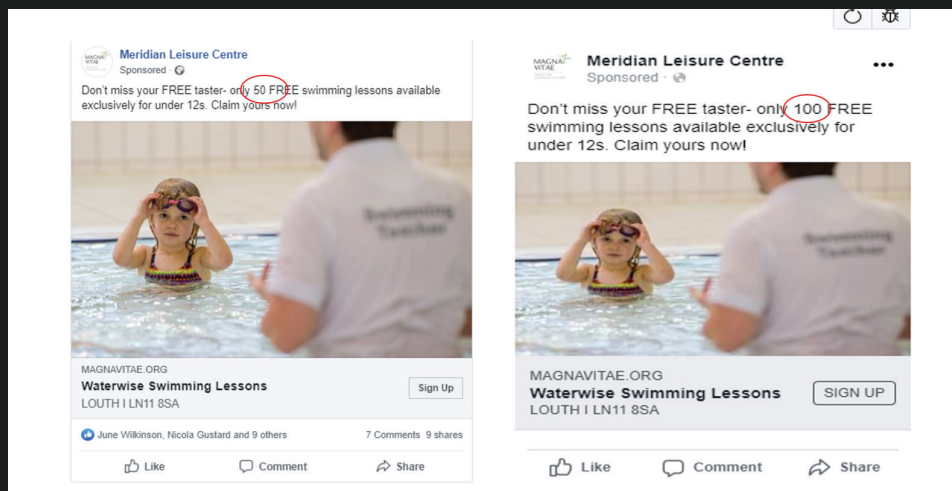 MAGNA
VITAE
Meridian Leisure Centre
Sponsored ·
Don't miss your FREE taster- only 50 FREE swimming lessons available
exclusively for under 12s. Claim yours now!
Swimming
Teacher
MAGNAVITAE.ORG
Waterwise Swimming Lessons
LOUTH I LN11 8SA
Sign Up
June Wilkinson, Nicola Gustard and 9 others
7 Comments 9 shares
Like
Comment
Share
MAGNA
VITAE
Meridian Leisure Centre
Sponsored ·
Don't miss your FREE taster- only 100 FREE
swimming lessons available exclusively for
under 12s. Claim yours now!
Swimming
Teacher
MAGNAVITAE.ORG
Waterwise Swimming Lessons
LOUTH I LN11 8SA
SIGN UP
Like
Comment
Share